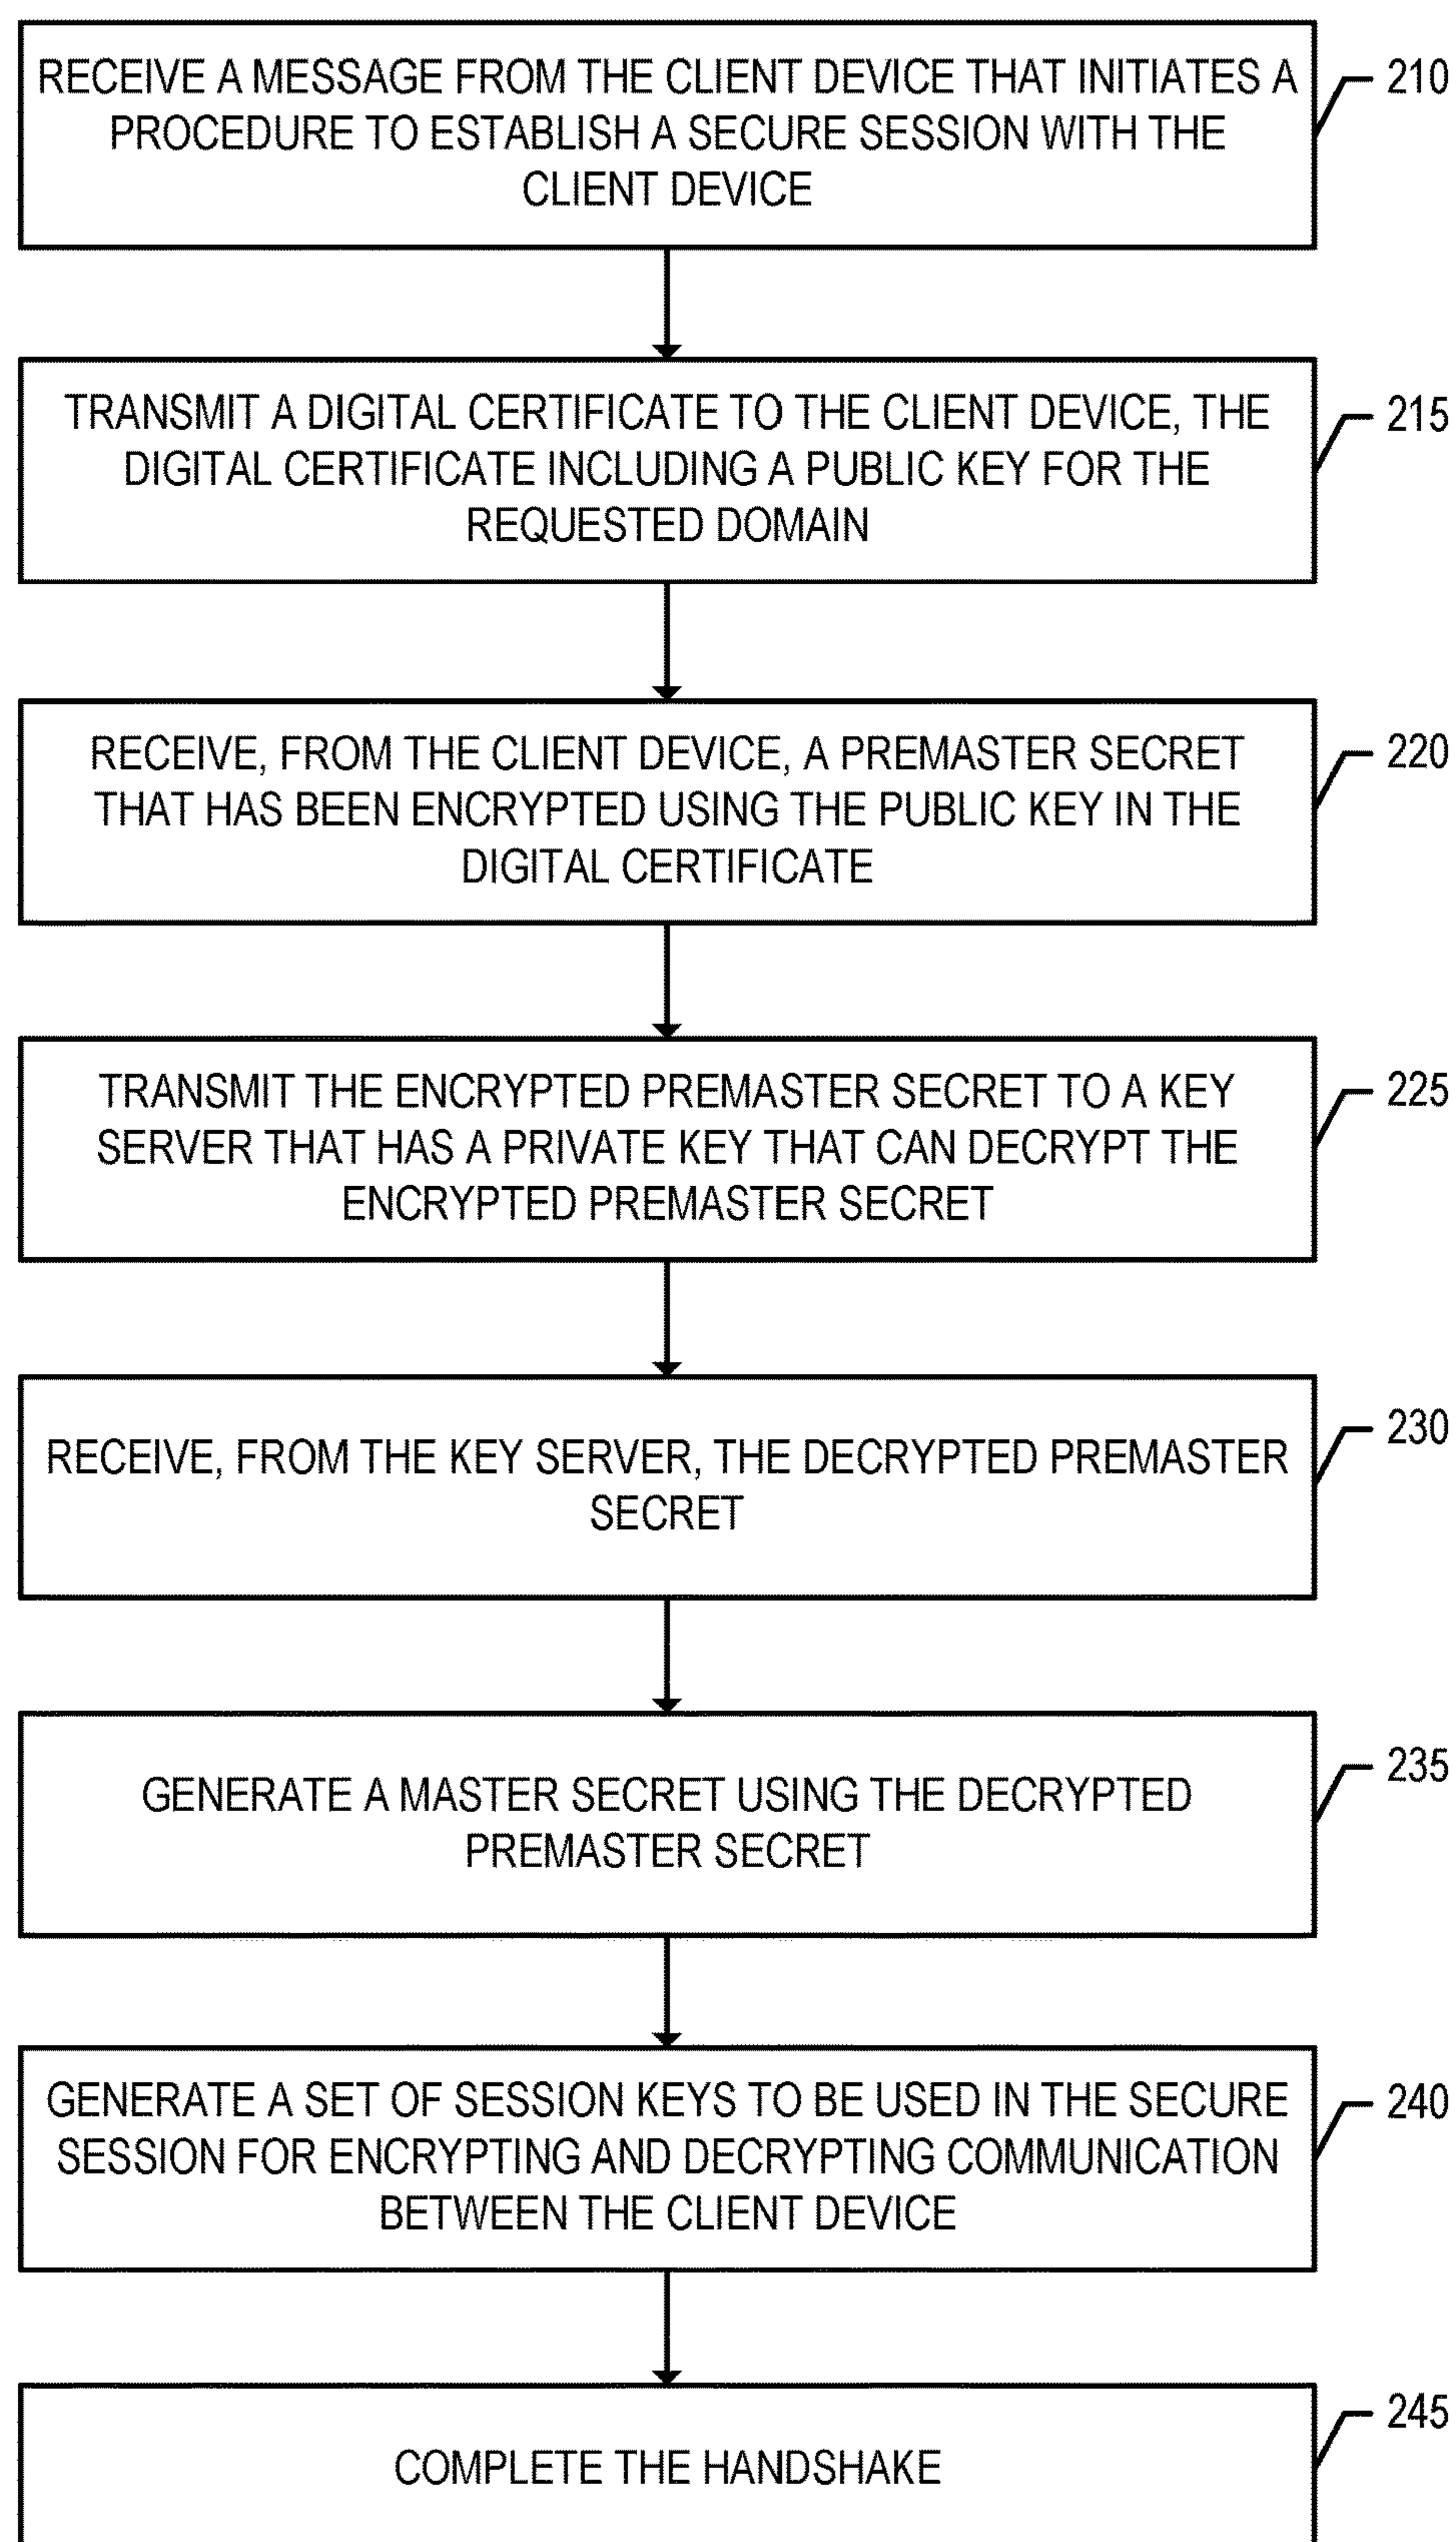 RECEIVE A MESSAGE FROM THE CLIENT DEVICE THAT INITIATES A
PROCEDURE TO ESTABLISH A SECURE SESSION WITH THE
CLIENT DEVICE
210
TRANSMIT A DIGITAL CERTIFICATE TO THE CLIENT DEVICE, THE
DIGITAL CERTIFICATE INCLUDING A PUBLIC KEY FOR THE
REQUESTED DOMAIN
215
RECEIVE, FROM THE CLIENT DEVICE, A PREMASTER SECRET
THAT HAS BEEN ENCRYPTED USING THE PUBLIC KEY IN THE
DIGITAL CERTIFICATE
220
TRANSMIT THE ENCRYPTED PREMASTER SECRET TO A KEY
SERVER THAT HAS A PRIVATE KEY THAT CAN DECRYPT THE
ENCRYPTED PREMASTER SECRET
225
RECEIVE, FROM THE KEY SERVER, THE DECRYPTED PREMASTER
SECRET
230
GENERATE A MASTER SECRET USING THE DECRYPTED
PREMASTER SECRET
235
GENERATE A SET OF SESSION KEYS TO BE USED IN THE SECURE
SESSION FOR ENCRYPTING AND DECRYPTING COMMUNICATION
BETWEEN THE CLIENT DEVICE
240
COMPLETE THE HANDSHAKE
245